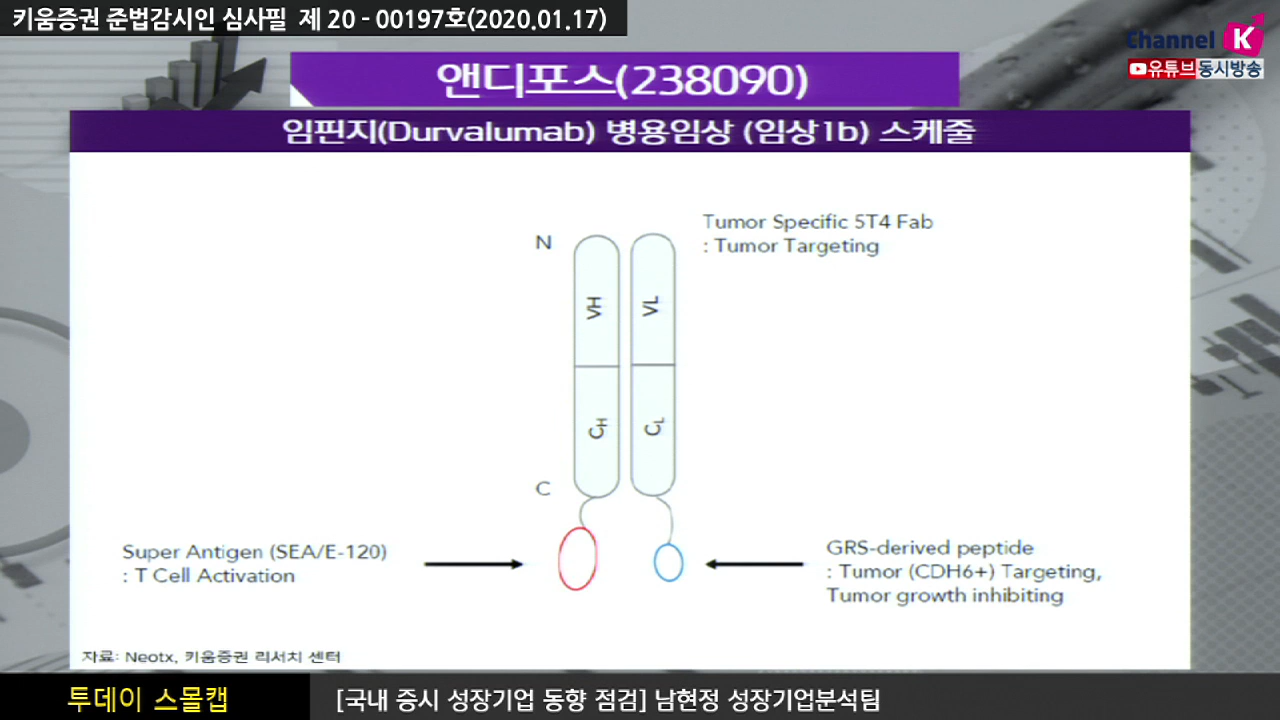 키움증권 준법감시인 심사필 제 20 - 00197호(2020.01.17)
Channel K
유튜브동시방송
앤디포스(238090)
임핀지(Durvalumab) 병용임상 (임상1b) 스케줄
Tumor Specific 5T4 Fab
: Tumor Targeting
N
VH
VL
CH
CL
C
Super Antigen (SEA/E-120)
: T Cell Activation
GRS-derived peptide
: Tumor (CDH6+) Targeting,
Tumor growth inhibiting
자료: Neotx, 키움증권 리서치 센터
투데이 스몰캡
[국내 증시 성장기업 동향 점검] 남현정 성장기업분석팀